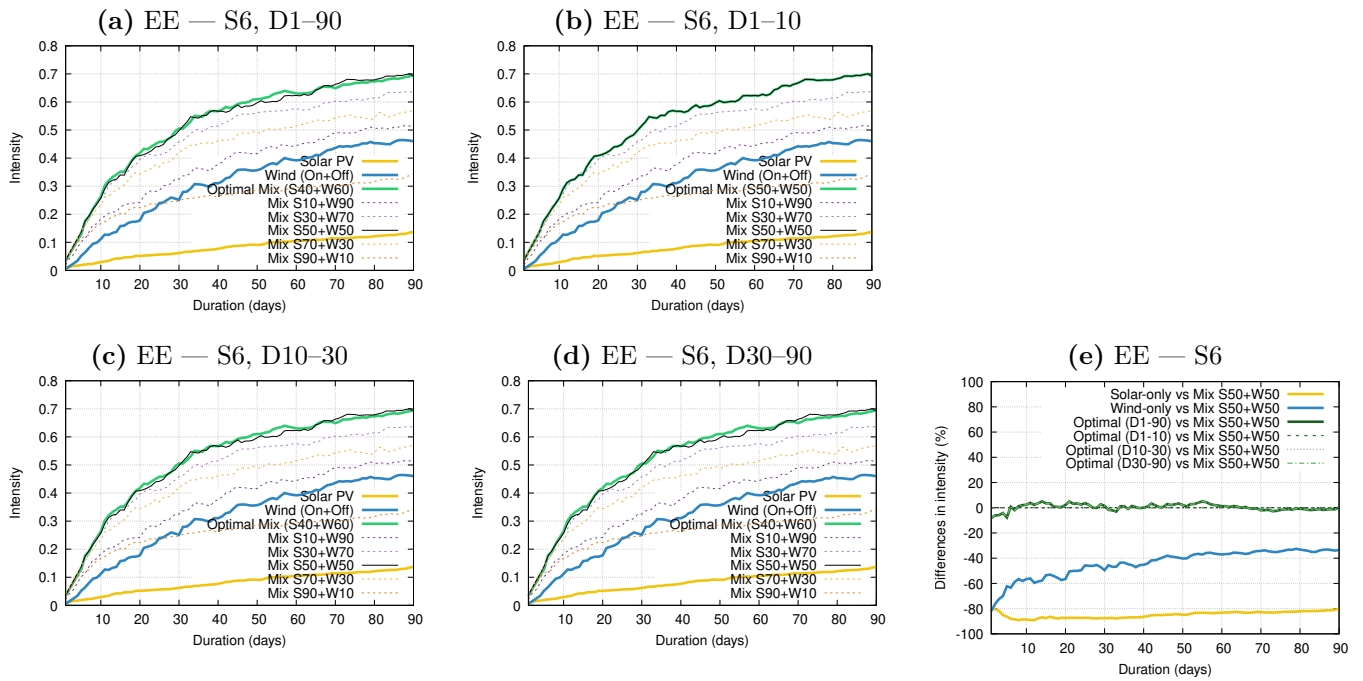 (a) EE — S6, D1–90
0.8
0.7
0.6
0.5
0.4
0.3
0.2
0.1
0
Intensity
Solar PV
Wind (On+Off)
Optimal Mix (S40+W60)
Mix S10+W90
Mix S30+W70
Mix S50+W50
Mix S70+W30
Mix S90+W10
10 20 30 40 50 60 70 80 90
Duration (days)
(b) EE — S6, D1–10
0.8
0.7
0.6
0.5
0.4
0.3
0.2
0.1
0
Intensity
Solar PV
Wind (On+Off)
Optimal Mix (S50+W50)
Mix S10+W90
Mix S30+W70
Mix S50+W50
Mix S70+W30
Mix S90+W10
10 20 30 40 50 60 70 80 90
Duration (days)
(c) EE — S6, D10–30
0.8
0.7
0.6
0.5
0.4
0.3
0.2
0.1
0
Intensity
Solar PV
Wind (On+Off)
Optimal Mix (S40+W60)
Mix S10+W90
Mix S30+W70
Mix S50+W50
Mix S70+W30
Mix S90+W10
10 20 30 40 50 60 70 80 90
Duration (days)
(d) EE — S6, D30–90
0.8
0.7
0.6
0.5
0.4
0.3
0.2
0.1
0
Intensity
Solar PV
Wind (On+Off)
Optimal Mix (S40+W60)
Mix S10+W90
Mix S30+W70
Mix S50+W50
Mix S70+W30
Mix S90+W10
10 20 30 40 50 60 70 80 90
Duration (days)
(e) EE — S6
100
80
60
40
20
0
-20
-40
-60
-80
-100
Differences in intensity (%)
Solar-only vs Mix S50+W50
Wind-only vs Mix S50+W50
Optimal (D1-90) vs Mix S50+W50
Optimal (D1-10) vs Mix S50+W50
Optimal (D10-30) vs Mix S50+W50
Optimal (D30-90) vs Mix S50+W50
10 20 30 40 50 60 70 80 90
Duration (days)